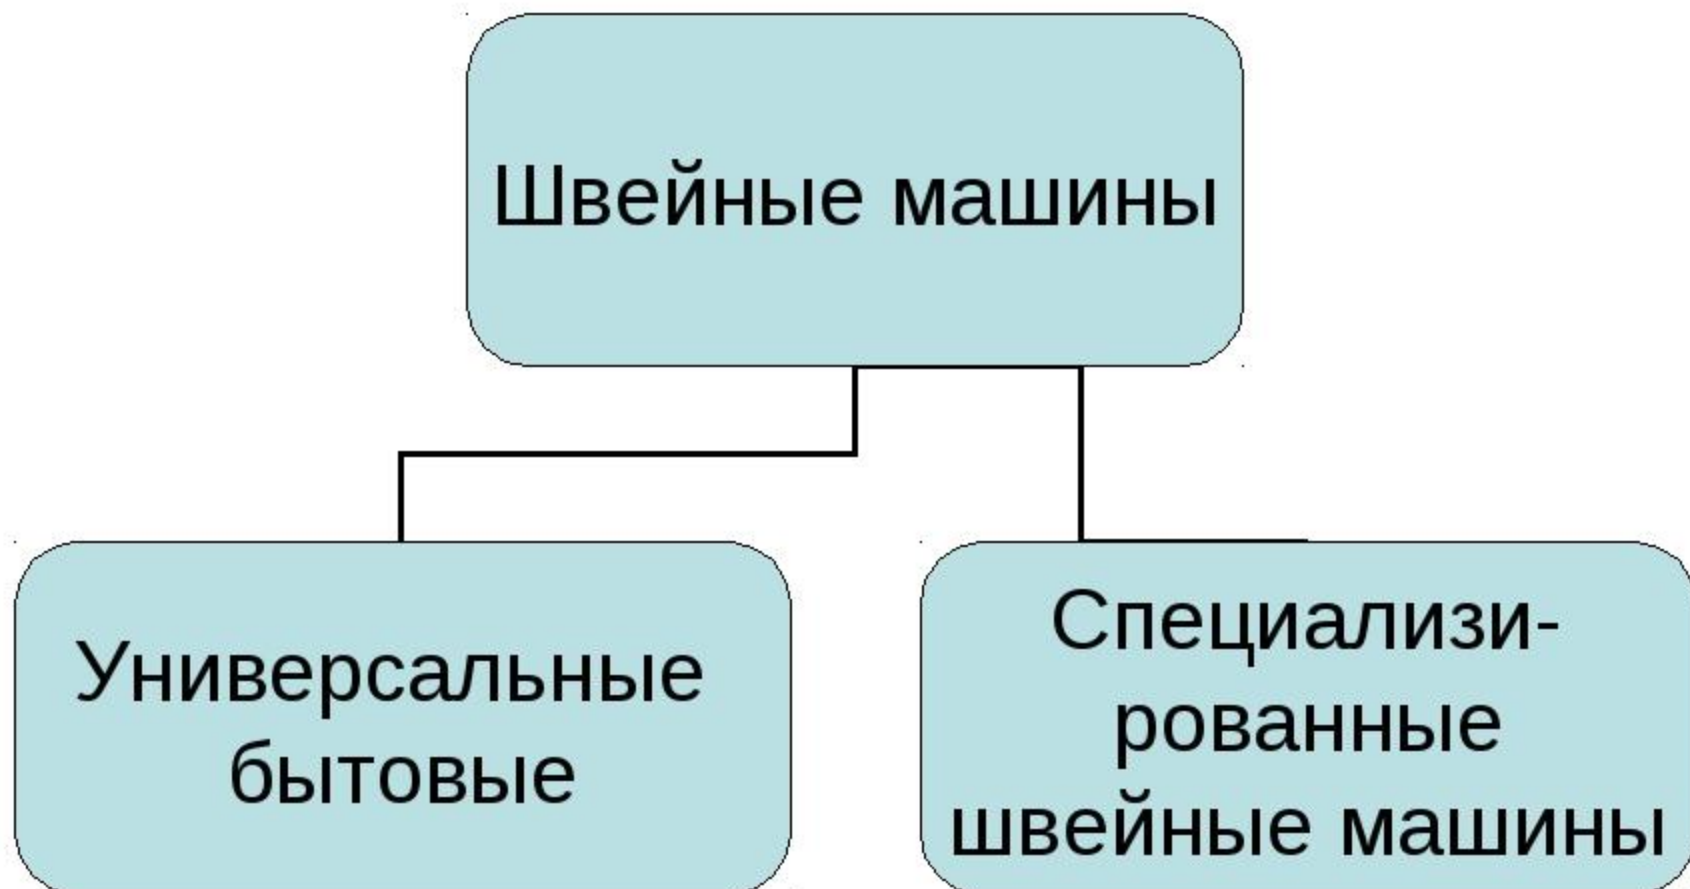 Швейные машины
Универсальные
бытовые
Специализи-
рованные
швейные машины